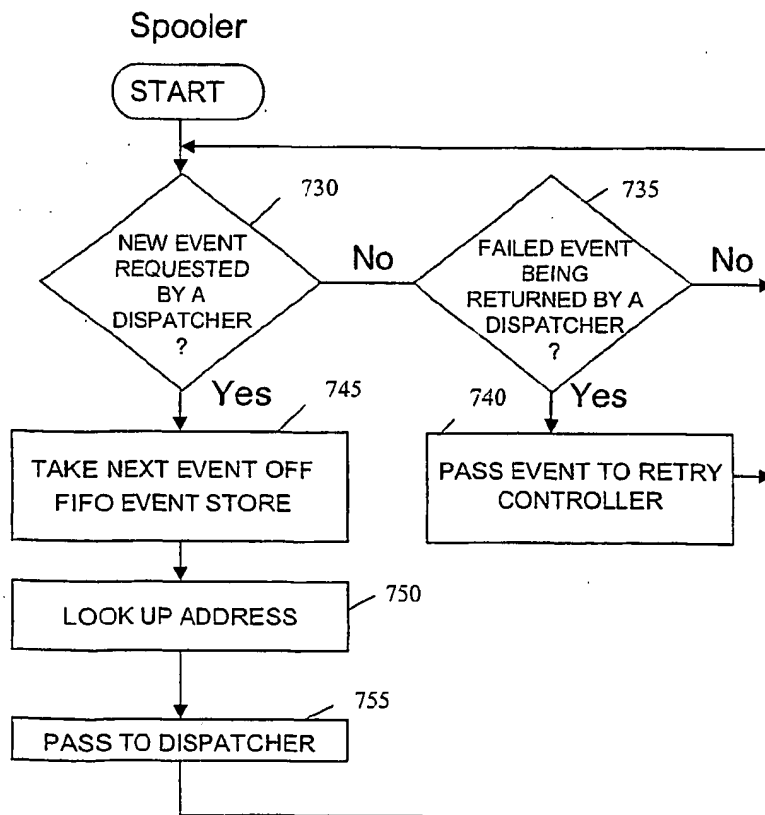 Spooler
START
730
NEW EVENT
REQUESTED
BY A
DISPATCHER
?
No
735
FAILED EVENT
BEING
RETURNED BY A
DISPATCHER
?
No
Yes
745
TAKE NEXT EVENT OFF
FIFO EVENT STORE
Yes
740
PASS EVENT TO RETRY
CONTROLLER
750
LOOK UP ADDRESS
755
PASS TO DISPATCHER